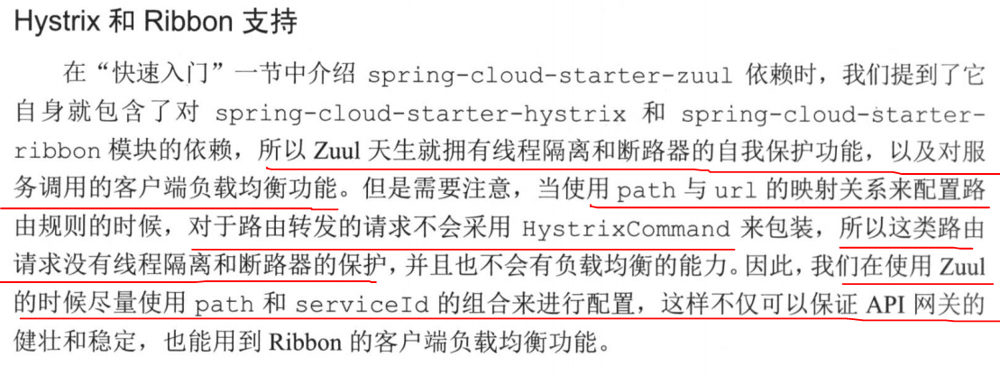 Hystrix 和 Ribbon 支持
在“快速入门”一节中介绍 spring-cloud-starter-zuul 依赖时，我们提到了它
自身就包含了对 spring-cloud-starter-hystrix 和 spring-cloud-starter-
ribbon 模块的依赖，所以 Zuul 天生就拥有线程隔离和断路器的自我保护功能，以及对服
务调用的客户端负载均衡功能。但是需要注意，当使用 path 与 url 的映射关系来配置路
由规则的时候，对于路由转发的请求不会采用 HystrixCommand 来包装，所以这类路由
请求没有线程隔离和断路器的保护，并且也不会有负载均衡的能力。因此，我们在使用 Zuul
的时候尽量使用 path 和 serviceId 的组合来进行配置，这样不仅可以保证 API 网关的
健壮和稳定，也能用到 Ribbon 的客户端负载均衡功能。